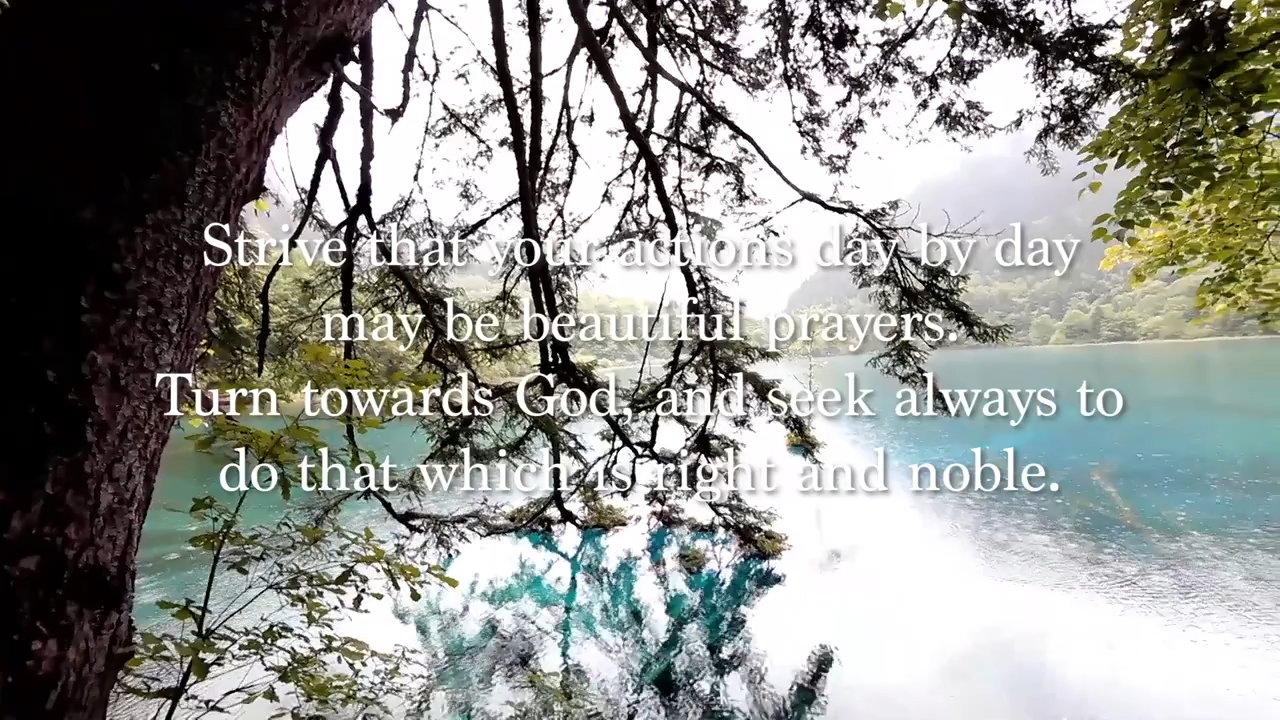 Strive that your actions day by day
may be beautiful prayers.
Turn towards God, and seek always to
do that which is right and noble.